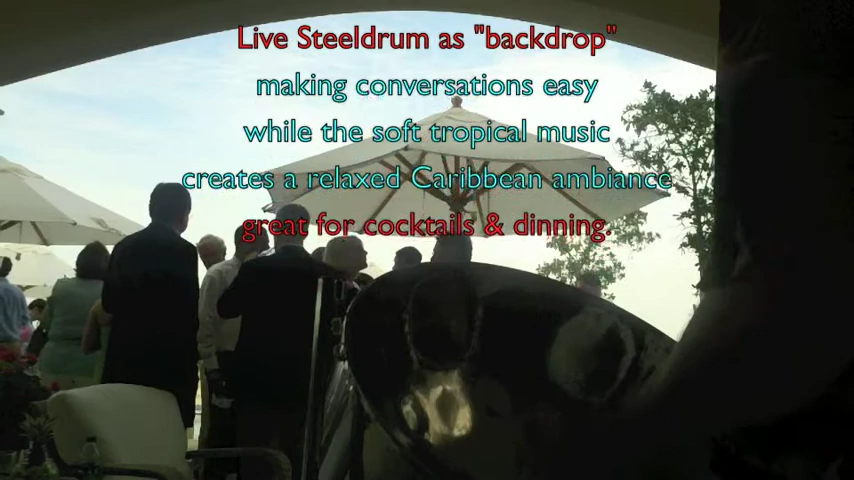 Live Steeldrum as "backdrop"
making conversations easy
while the soft tropical music
creates a relaxed Caribbean ambiance
great for cocktails & dinning.